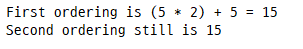 First ordering is (5 * 2) + 5 = 15
Second ordering still is 15